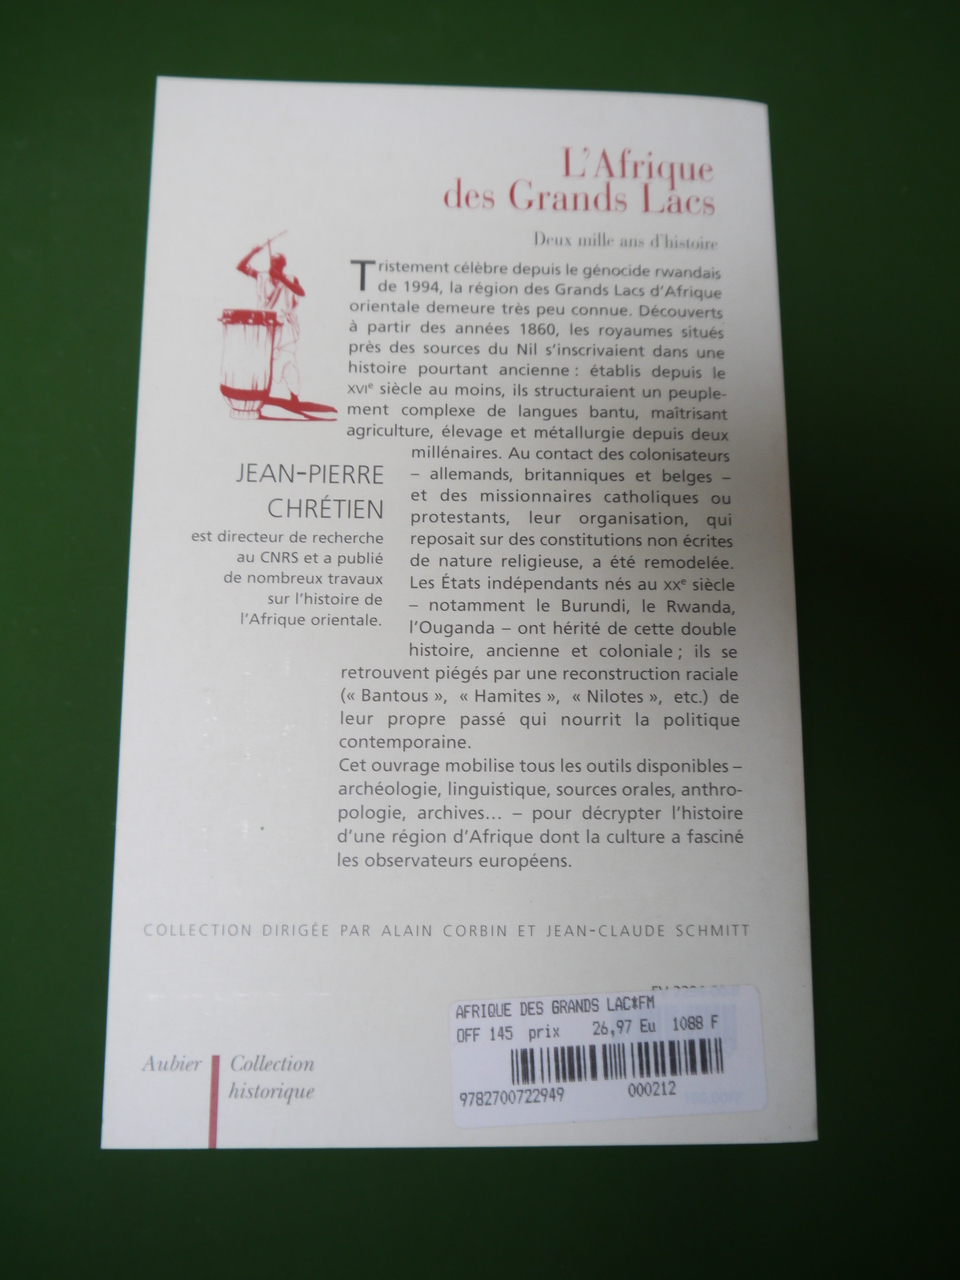 L'Afrique
des Grands Lacs
Deux mille ans d'histoire
Tristement célèbre depuis le génocide rwandais
de 1994, la région des Grands Lacs d'Afrique
orientale demeure très peu connue. Découverts
à partir des années 1860, les royaumes situés
près des sources du Nil s'inscrivaient dans une
histoire pourtant ancienne : établis depuis le
XVIe siècle au moins, ils structuraient un peuple-
ment complexe de langues bantu, maîtrisant
agriculture, élevage et métallurgie depuis deux
millénaires. Au contact des colonisateurs
– allemands, britanniques et belges –
et des missionnaires catholiques ou
protestants, leur organisation, qui
reposait sur des constitutions non écrites
de nature religieuse, a été remodelée.
Les États indépendants nés au XXe siècle
– notamment le Burundi, le Rwanda,
l'Ouganda – ont hérité de cette double
histoire, ancienne et coloniale ; ils se
retrouvent piégés par une reconstruction raciale
(« Bantous », « Hamites », « Nilotes », etc.) de
leur propre passé qui nourrit la politique
contemporaine.
Cet ouvrage mobilise tous les outils disponibles –
archéologie, linguistique, sources orales, anthro-
pologie, archives... – pour décrypter l'histoire
d'une région d'Afrique dont la culture a fasciné
les observateurs européens.
JEAN-PIERRE
CHRÉTIEN
est directeur de recherche
au CNRS et a publié
de nombreux travaux
sur l'histoire de
l'Afrique orientale.
COLLECTION DIRIGÉE PAR ALAIN CORBIN ET JEAN-CLAUDE SCHMITT
Aubier
Collection
historique
AFRIQUE DES GRANDS LAC*FM
OFF 145 prix 26,97 Eu 1088 F
9782700722949 000212